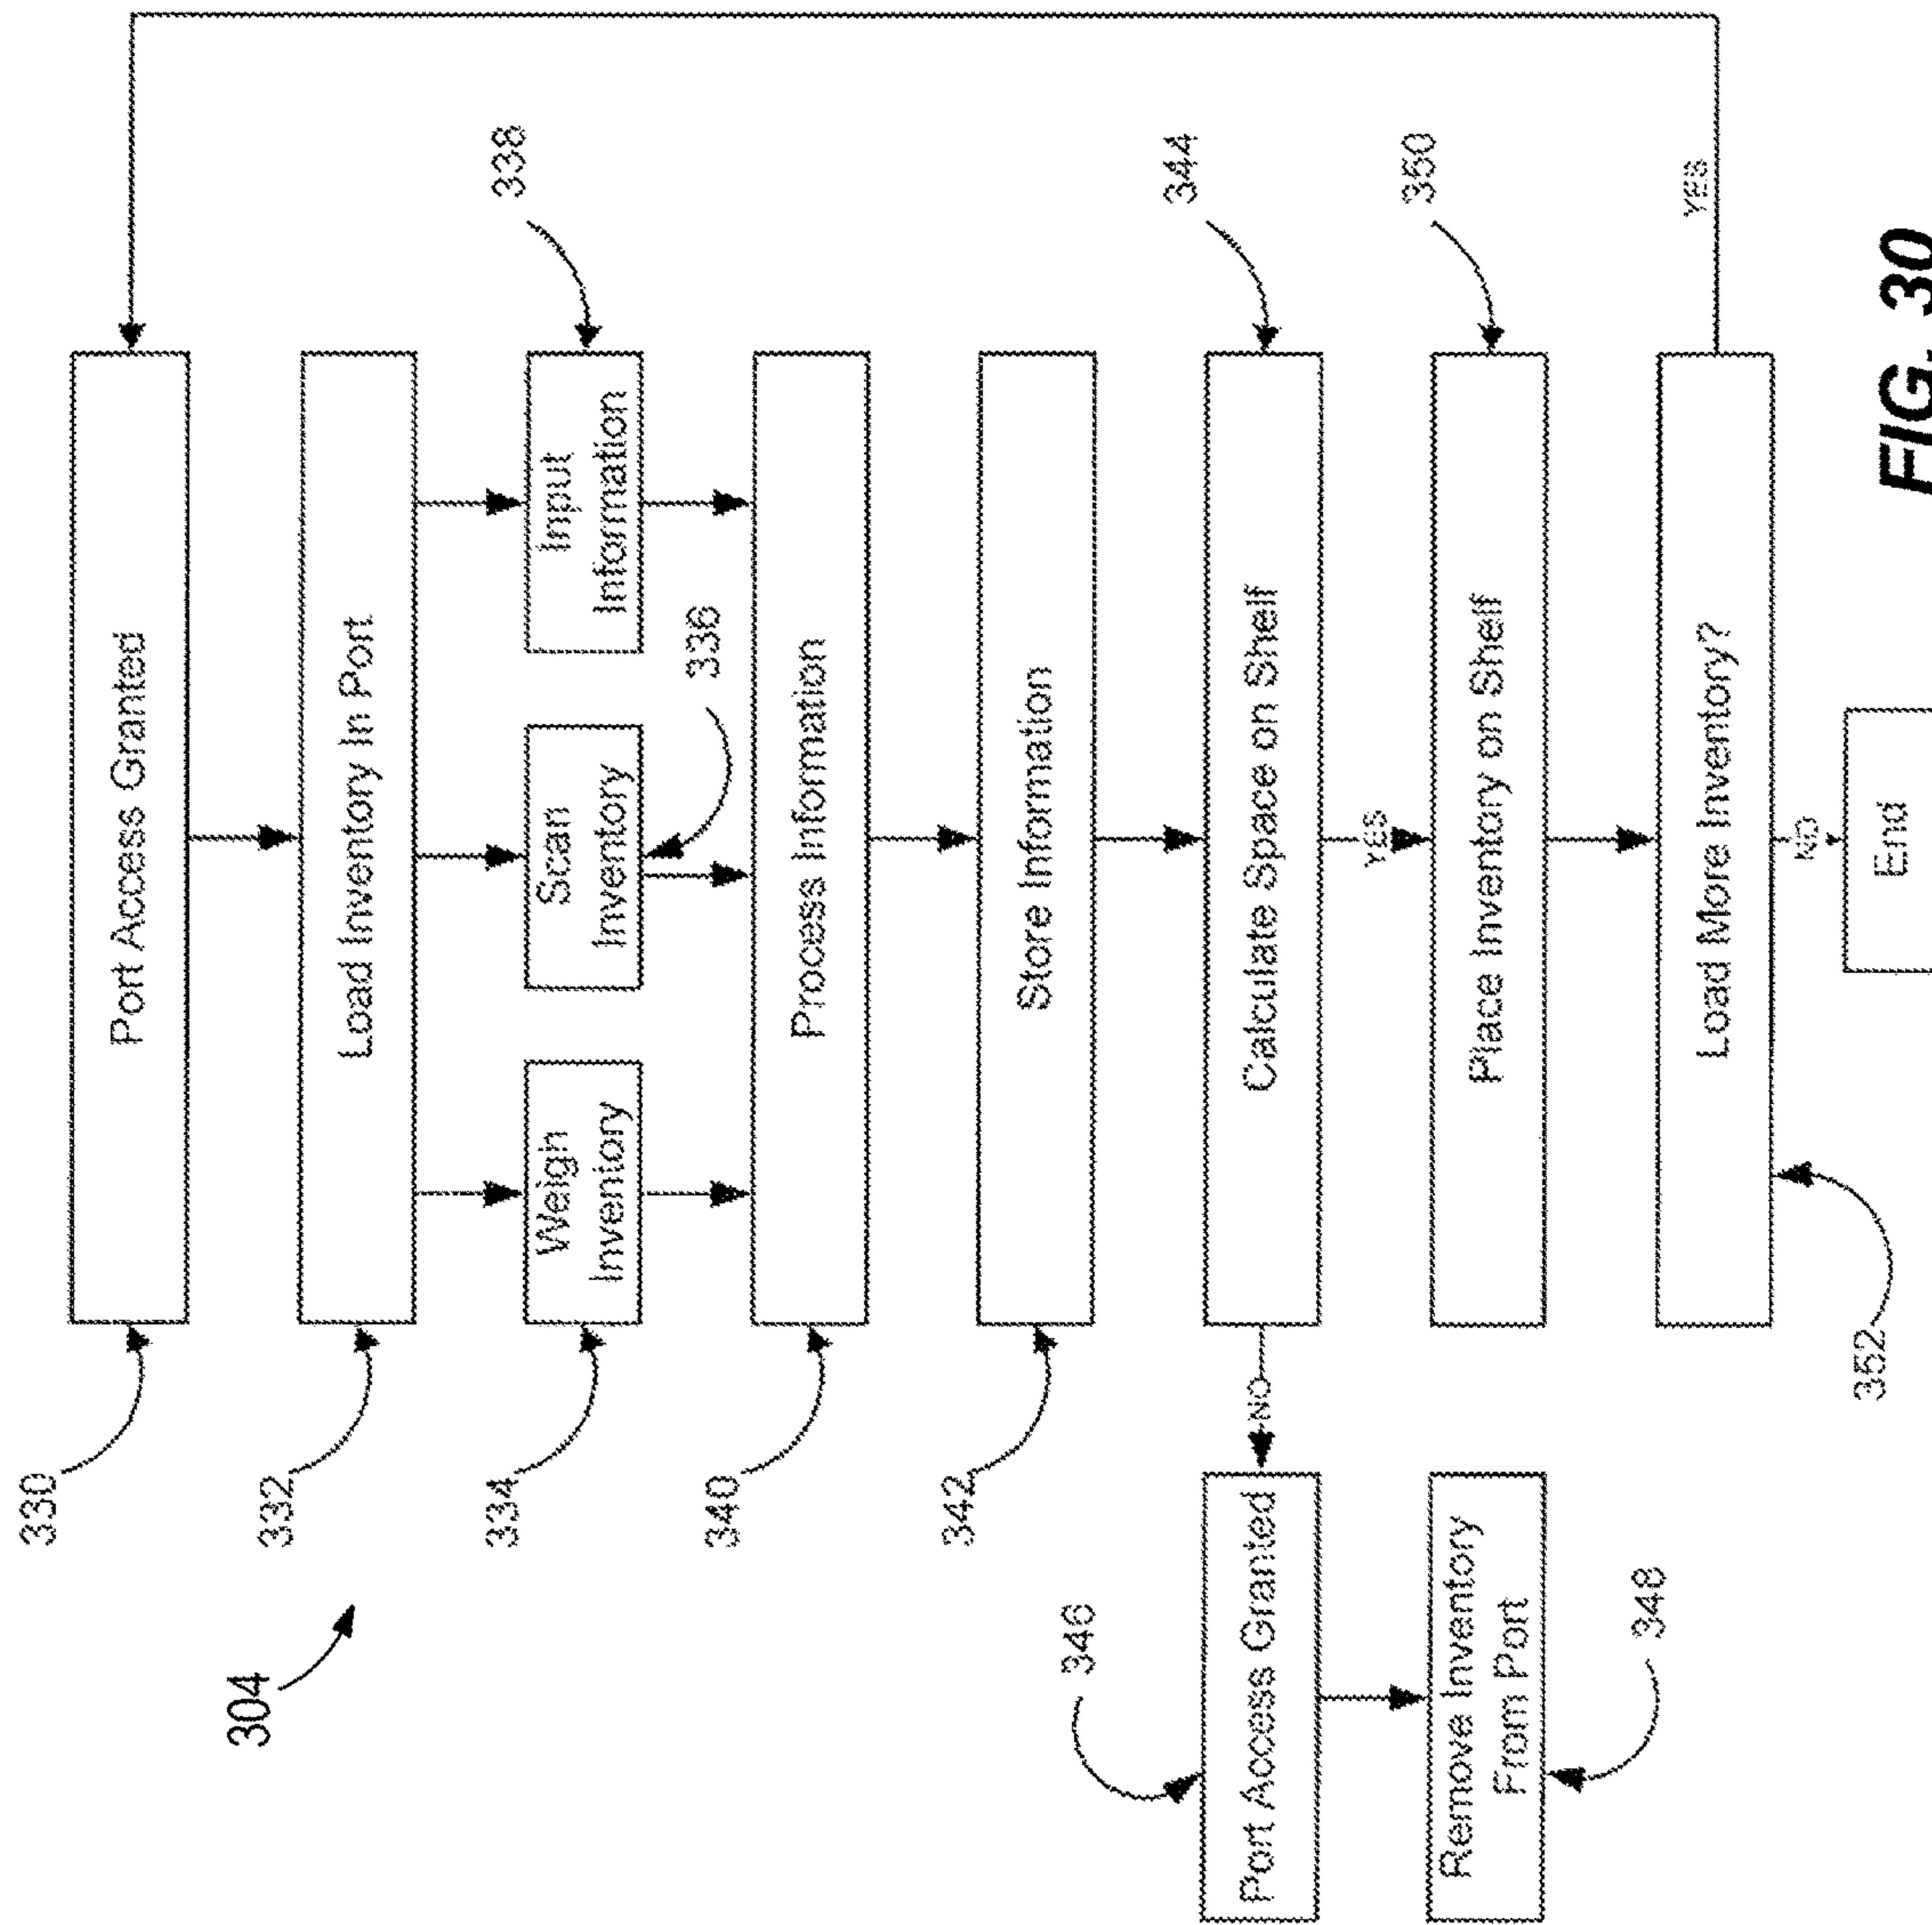 304
330
Port Access Granted
332
Load Inventory In Port
334
Weigh
Inventory
Scan
Inventory
336
Input
Information
338
340
Process Information
342
Store Information
344
Calculate Space on Shelf
NO
YES
346
Port Access Granted
350
Place Inventory on Shelf
348
Remove Inventory
From Port
352
Load More Inventory?
YES
NO
End
FIG. 30